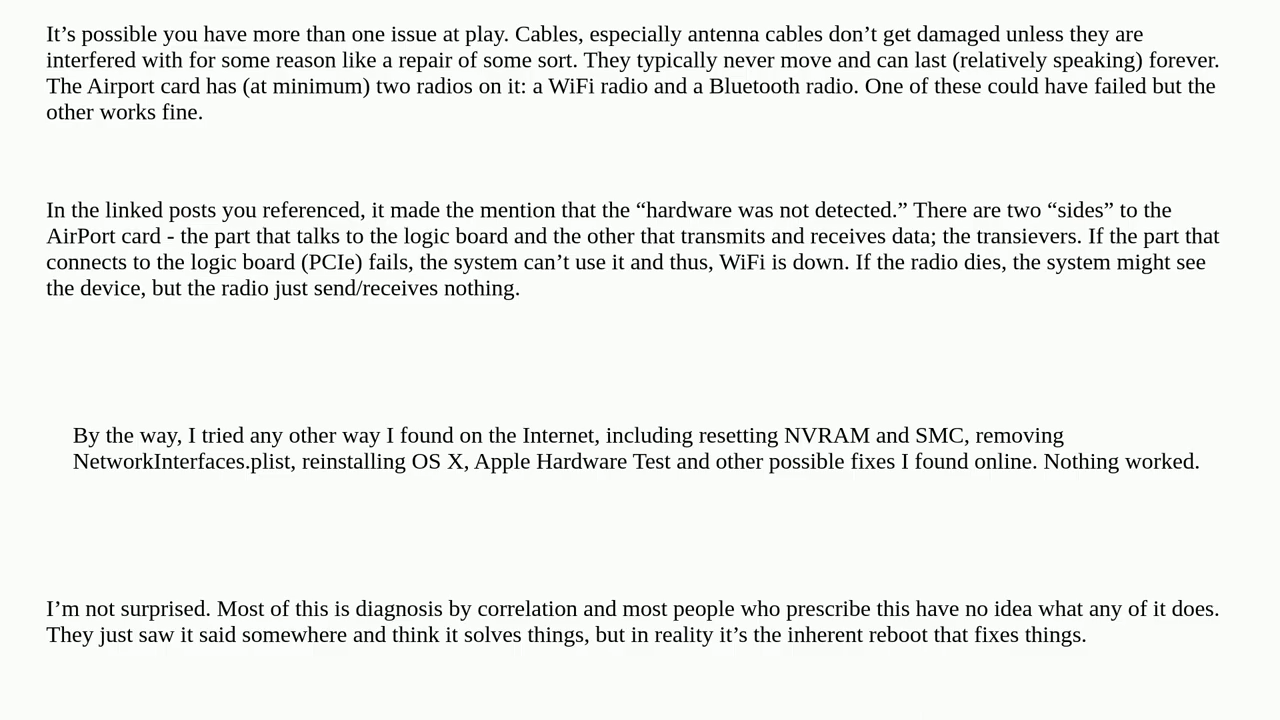 It’s possible you have more than one issue at play. Cables, especially antenna cables don’t get damaged unless they are
interfered with for some reason like a repair of some sort. They typically never move and can last (relatively speaking) forever.
The Airport card has (at minimum) two radios on it: a WiFi radio and a Bluetooth radio. One of these could have failed but the
other works fine.
In the linked posts you referenced, it made the mention that the “hardware was not detected.” There are two “sides” to the
AirPort card - the part that talks to the logic board and the other that transmits and receives data; the transievers. If the part that
connects to the logic board (PCIe) fails, the system can’t use it and thus, WiFi is down. If the radio dies, the system might see
the device, but the radio just send/receives nothing.
By the way, I tried any other way I found on the Internet, including resetting NVRAM and SMC, removing
NetworkInterfaces.plist, reinstalling OS X, Apple Hardware Test and other possible fixes I found online. Nothing worked.
I’m not surprised. Most of this is diagnosis by correlation and most people who prescribe this have no idea what any of it does.
They just saw it said somewhere and think it solves things, but in reality it’s the inherent reboot that fixes things.